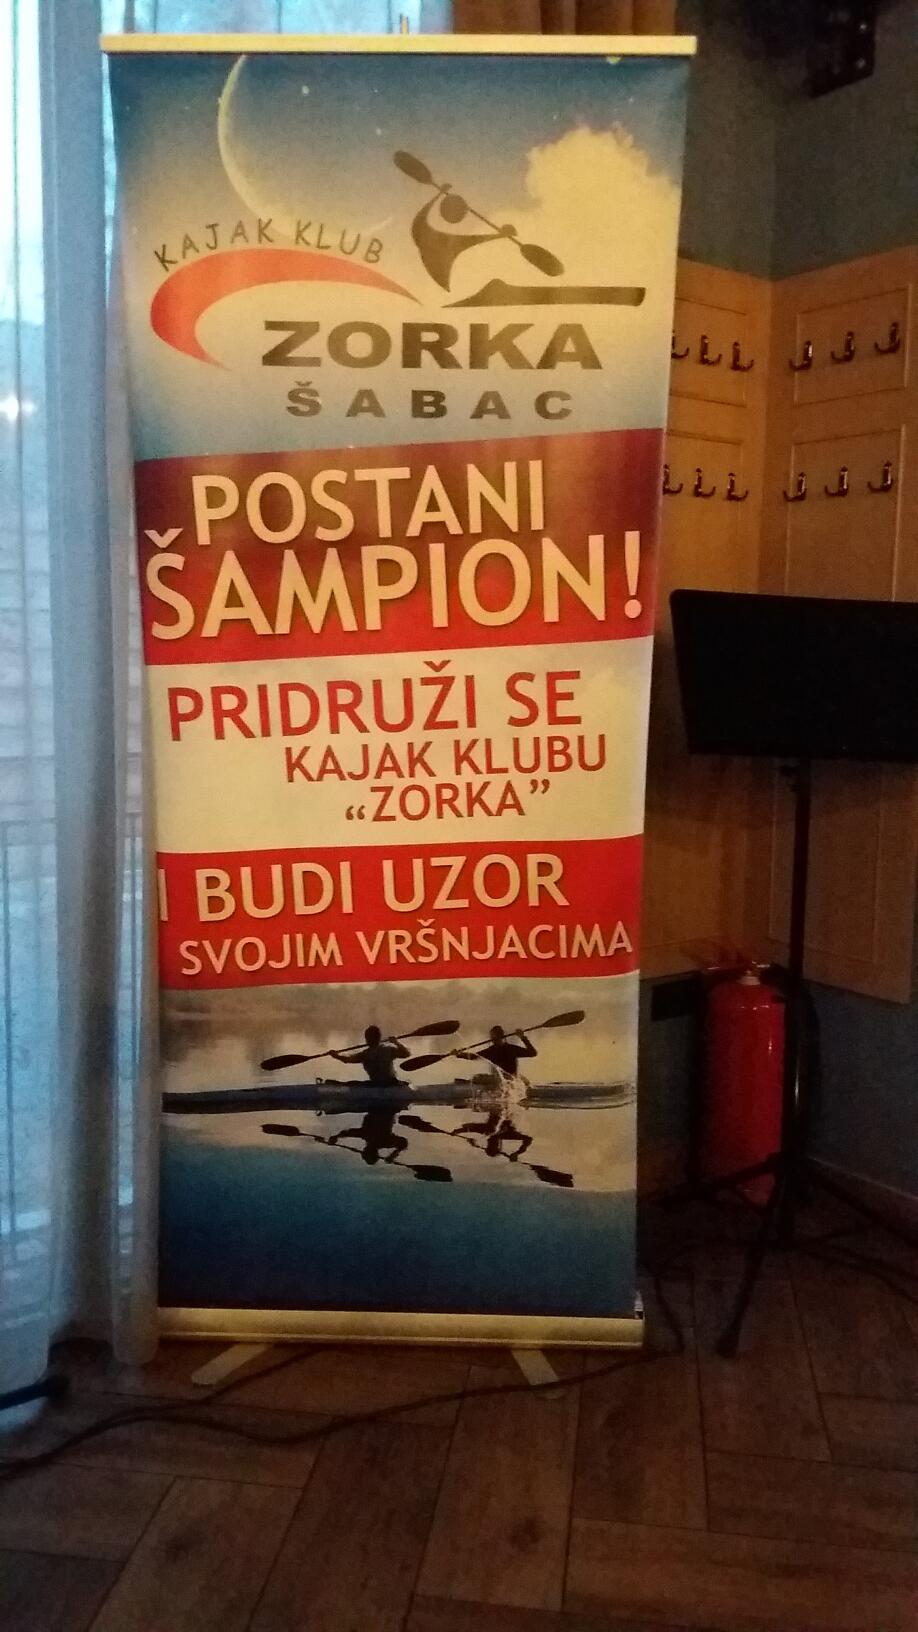 KAJAK KLUB
ZORKA
ŠABAC
POSTANI
ŠAMPION!
PRIDRUŽI SE
KAJAK KLUBU
“ZORKA”
I BUDI UZOR
SVOJIM VRŠNJACIMA